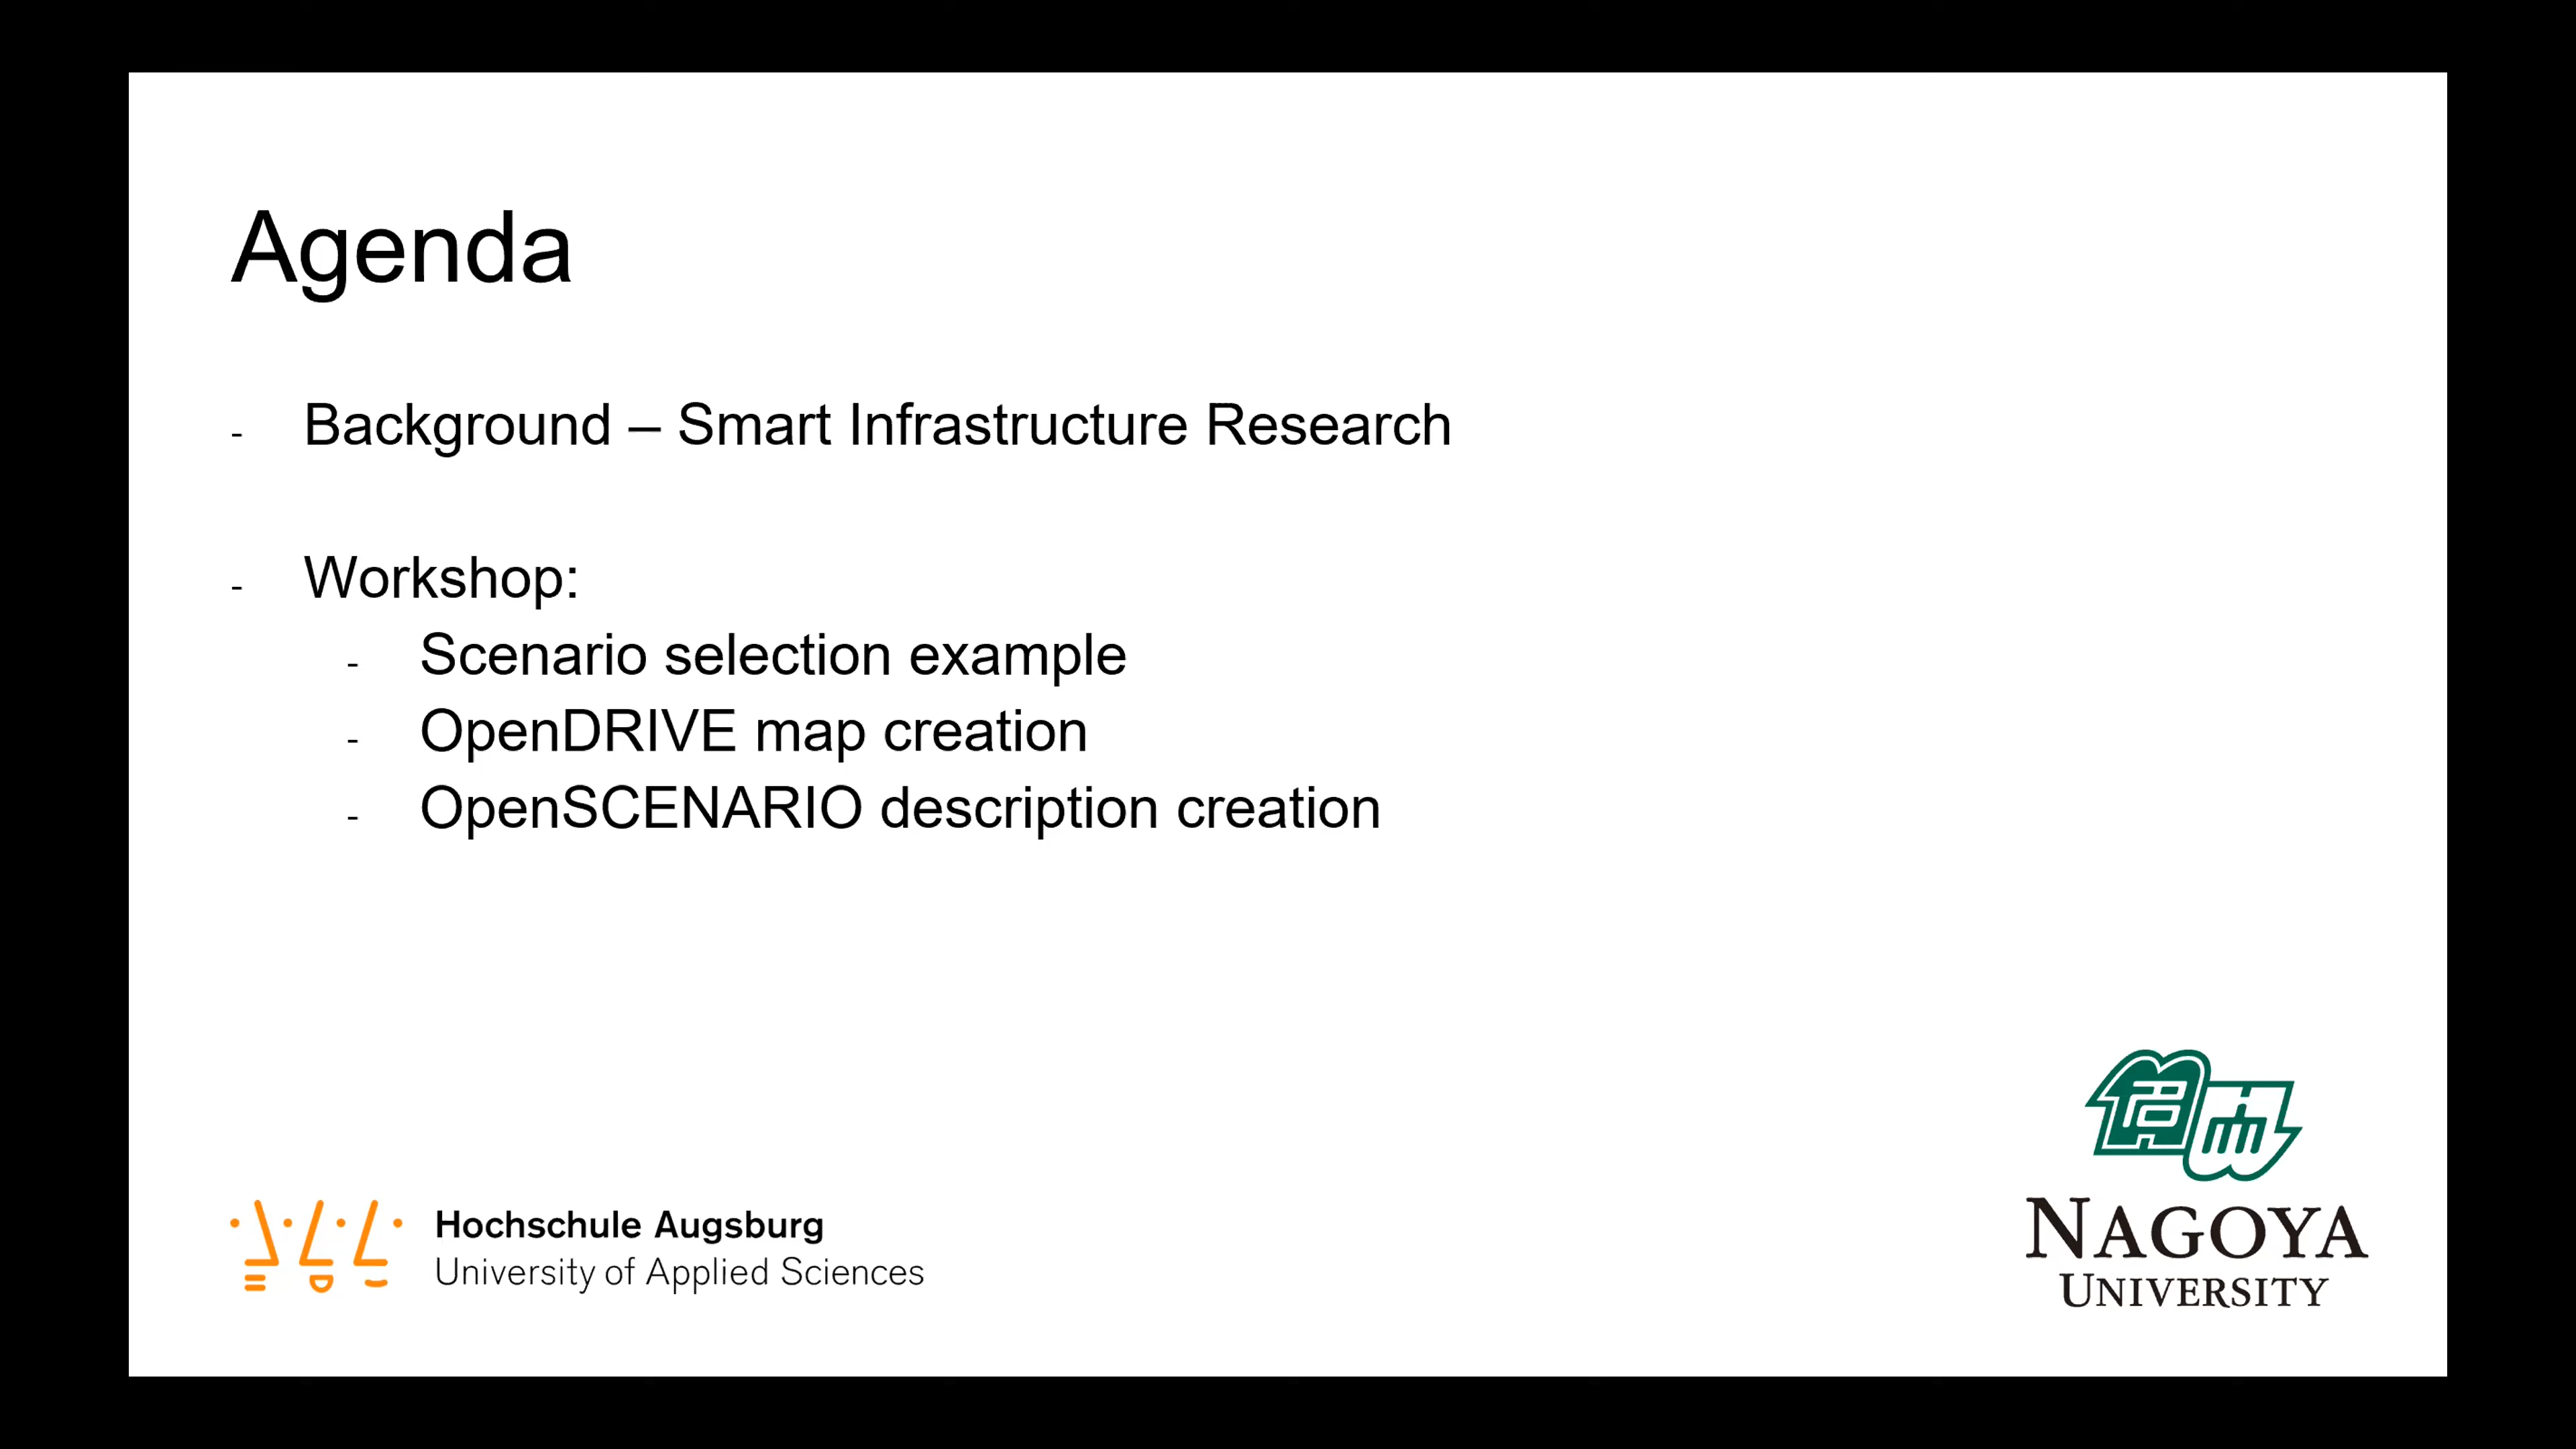 Agenda
- Background – Smart Infrastructure Research
- Workshop:
- Scenario selection example
- OpenDRIVE map creation
- OpenSCENARIO description creation
Hochschule Augsburg
University of Applied Sciences
NAGOYA
UNIVERSITY